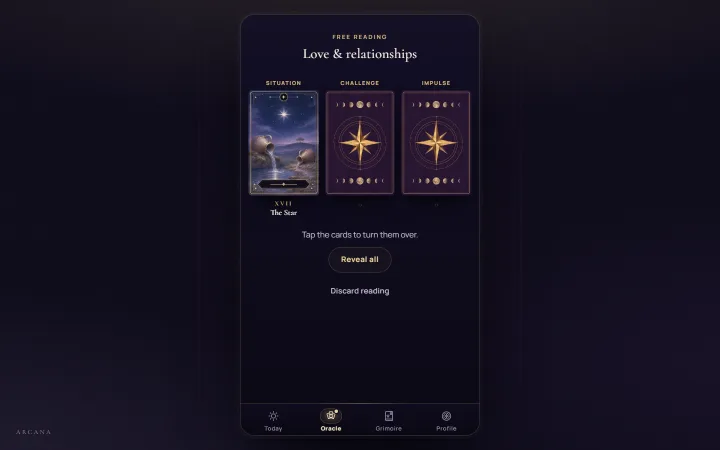 FREE READING
Love & relationships
SITUATION
CHALLENGE
IMPULSE
XVII
The Star
Tap the cards to turn them over.
Reveal all
Discard reading
Today
Oracle
Grimoire
Profile
ARCANA